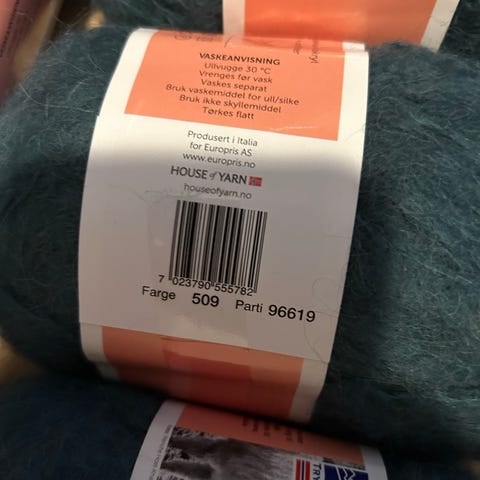 VASKEANVISNING
Ullvugge 30 °C
Vrenges før vask
Vaskes separat
Bruk vaskemiddel for ull/silke
Bruk ikke skyllemiddel
Tørkes flatt
Produsert i Italia
for Europris AS
www.europris.no
HOUSE of YARN
houseofyarn.no
7 023790 555782
Farge 509 Parti 96619